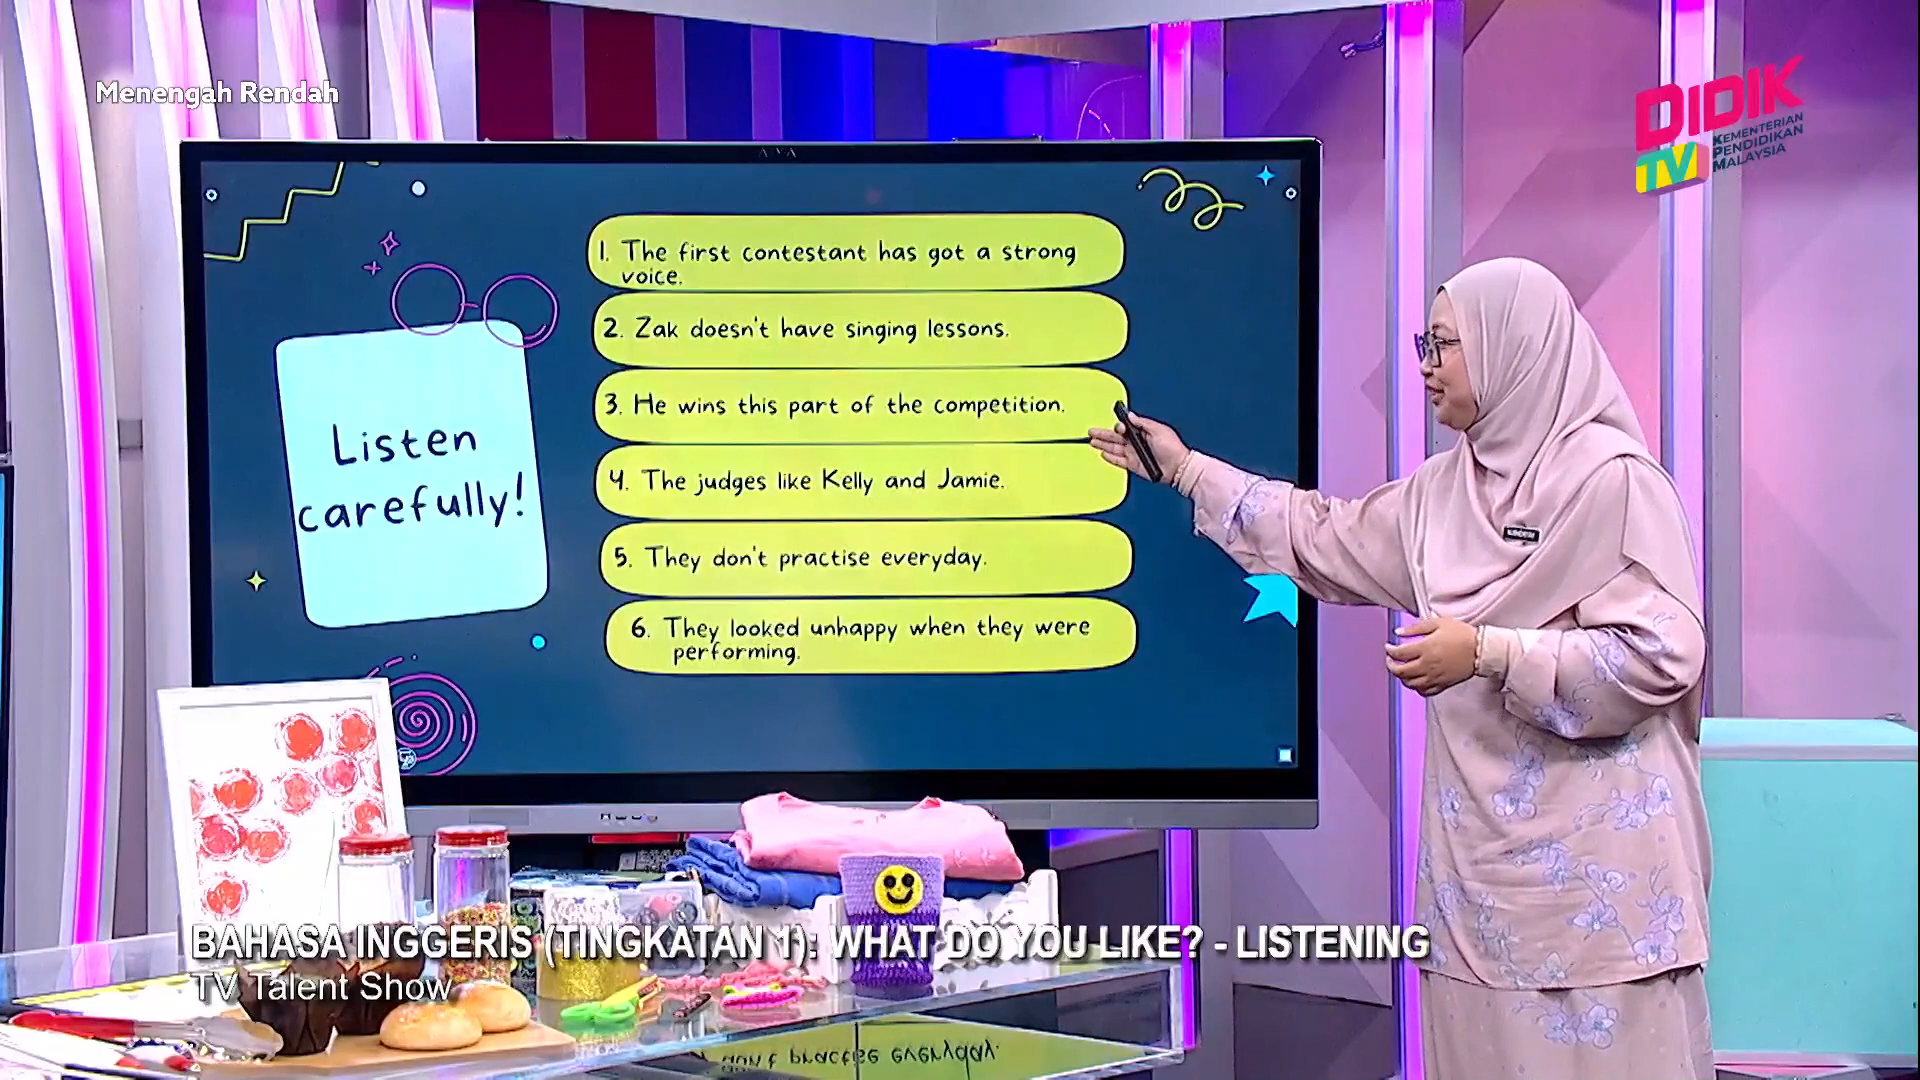 Menengah Rendah
DIDIK
TV
KEMENTERIAN
PENDIDIKAN
MALAYSIA
Listen
carefully!
1. The first contestant has got a strong
voice.
2. Zak doesn't have singing lessons.
3. He wins this part of the competition.
4. The judges like Kelly and Jamie.
5. They don't practise everyday.
6. They looked unhappy when they were
performing.
BAHASA INGGERIS (TINGKATAN 1): WHAT DO YOU LIKE? - LISTENING
TV Talent Show